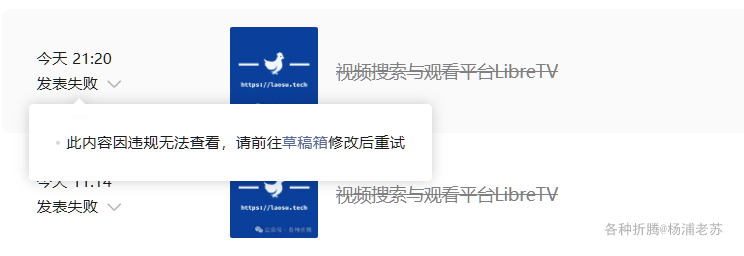 今天 21:20
发表失败
https://laosu.tech
视频搜索与观看平台LibreTV
此内容因违规无法查看，请前往草稿箱修改后重试
今天 11:14
发表失败
https://laosu.tech
公众号·各种折腾
视频搜索与观看平台LibreTV
各种折腾@杨浦老苏